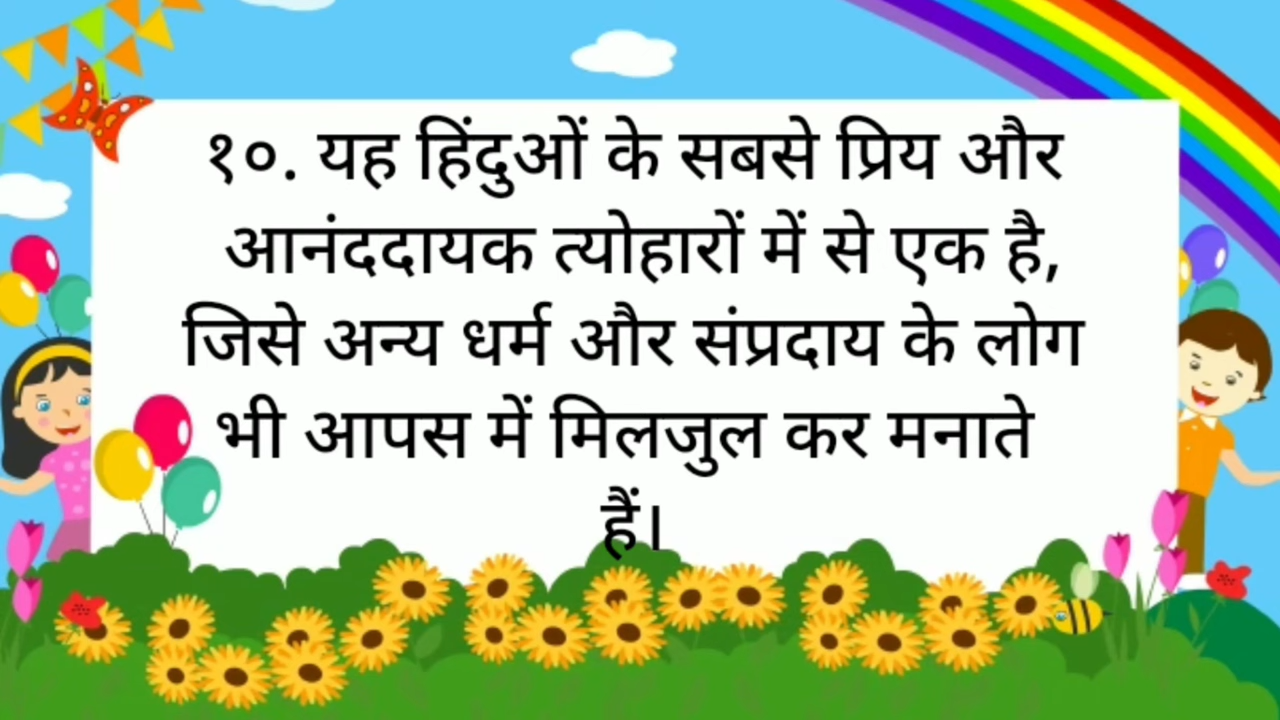 १०. यह हिंदुओं के सबसे प्रिय और
आनंददायक त्योहारों में से एक है,
जिसे अन्य धर्म और संप्रदाय के लोग
भी आपस में मिलजुल कर मनाते
हैं।